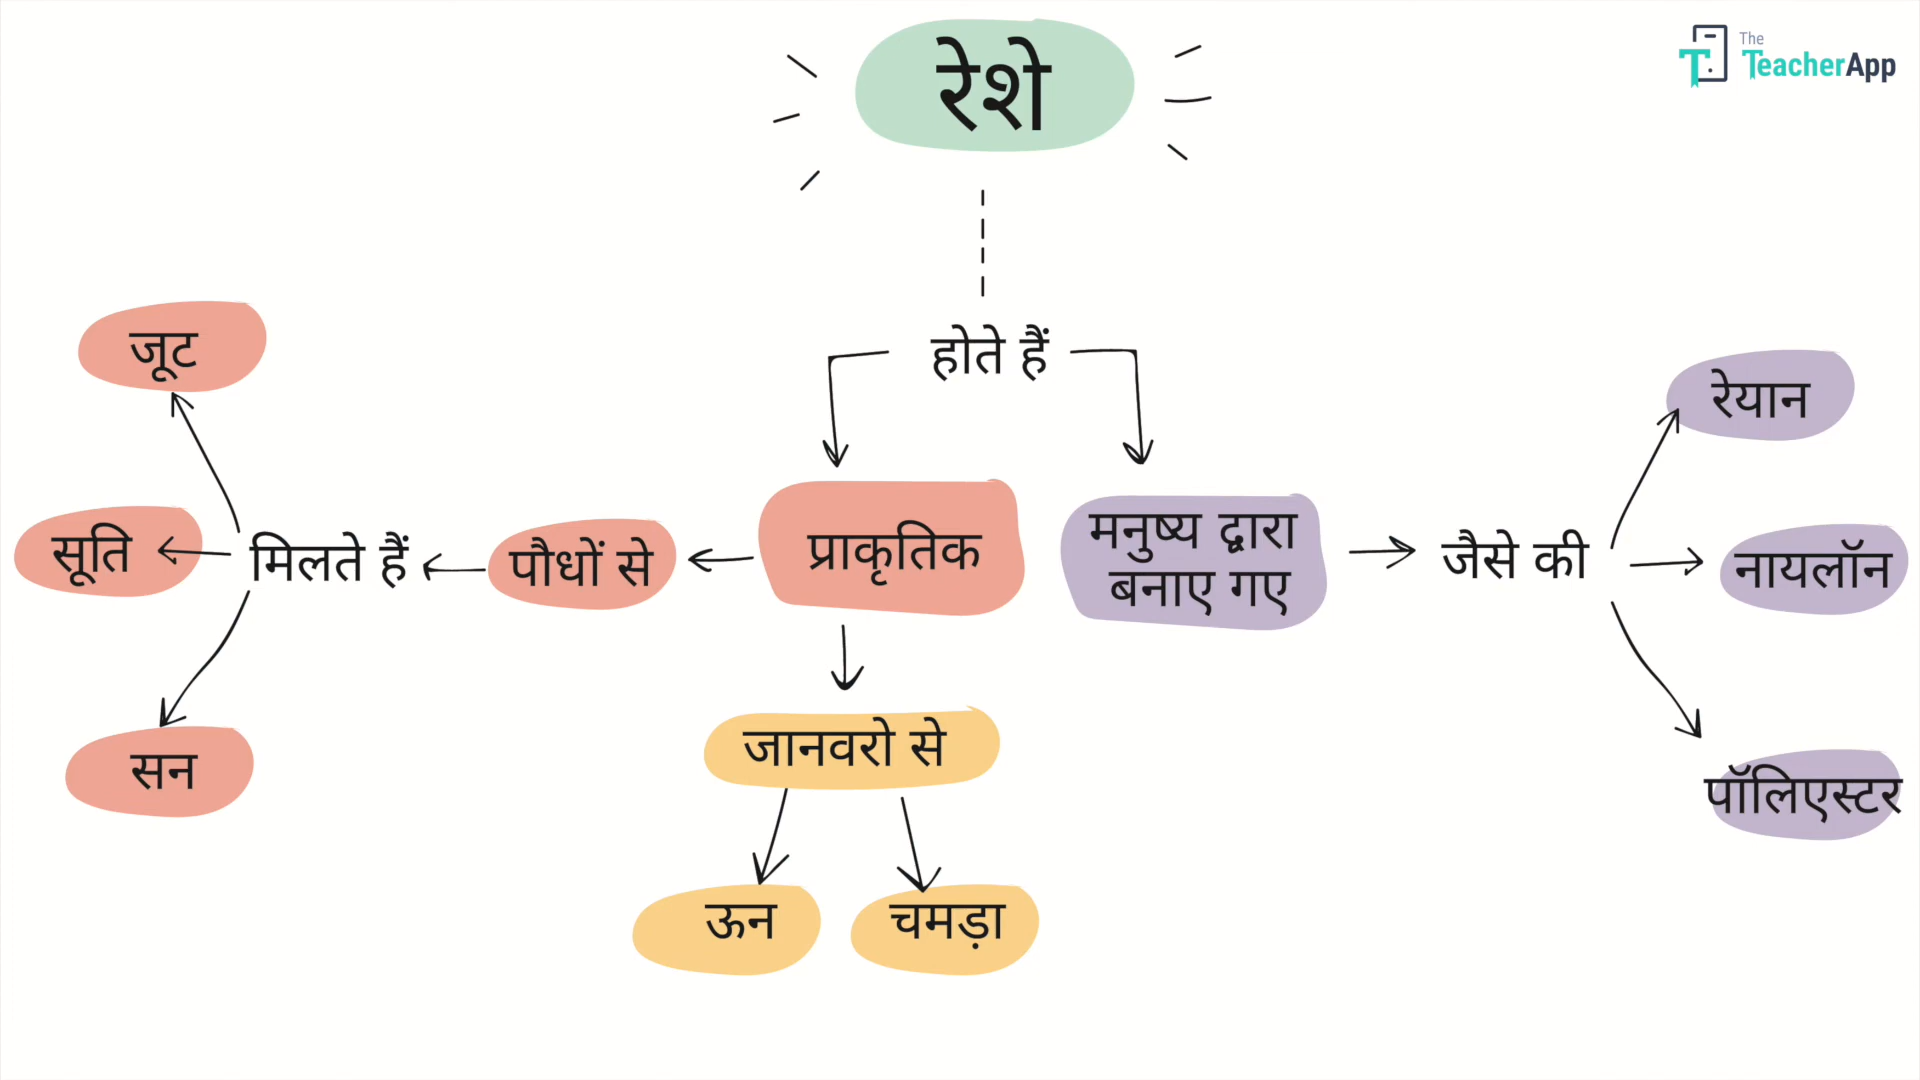 रेशे
The
TeacherApp
होते हैं
जूट
रेयान
सूति
मिलते हैं
पौधों से
प्राकृतिक
मनुष्य द्वारा
बनाए गए
जैसे की
नायलॉन
सन
जानवरो से
पॉलिएस्टर
ऊन
चमड़ा